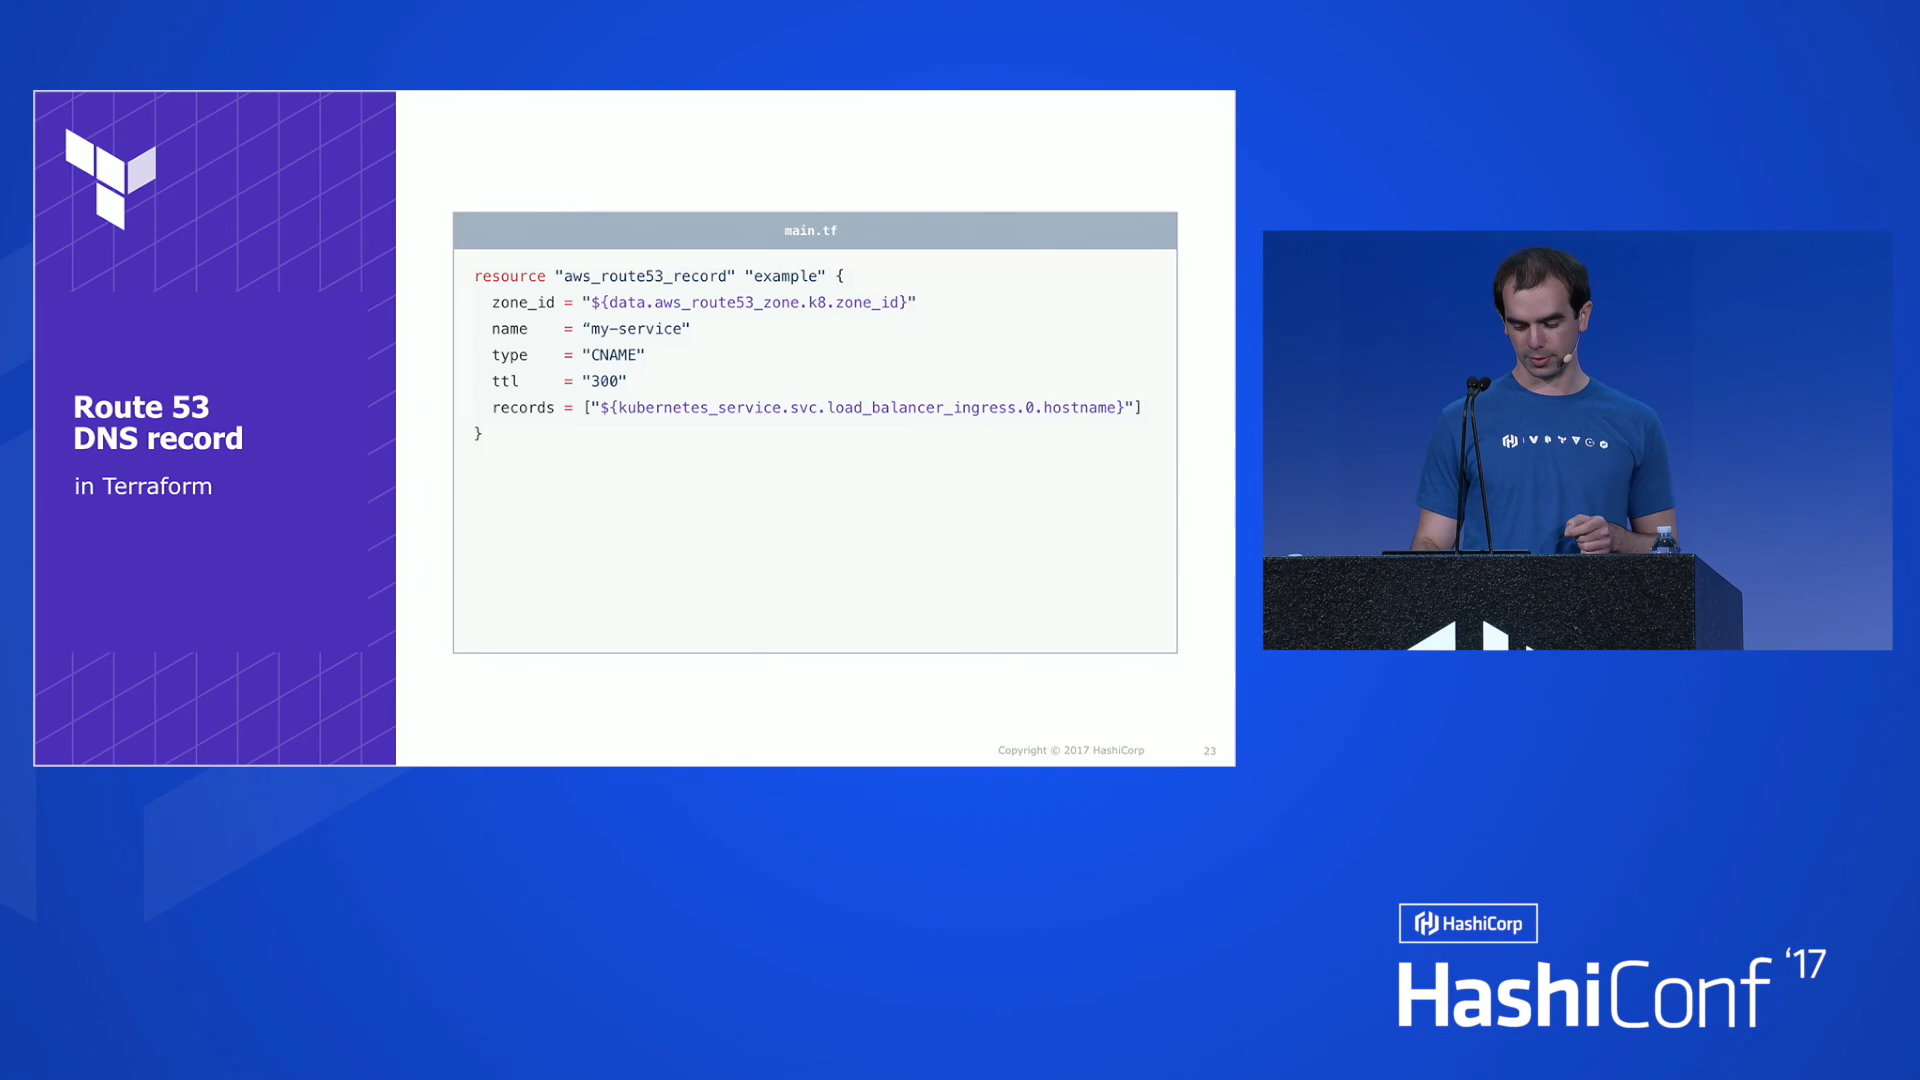 Route 53
DNS record
in Terraform
main.tf
resource "aws_route53_record" "example" {
  zone_id = "${data.aws_route53_zone.k8.zone_id}"
  name    = “my-service"
  type    = "CNAME"
  ttl     = "300"
  records = ["${kubernetes_service.svc.load_balancer_ingress.0.hostname}"]
}
Copyright © 2017 HashiCorp
23
HashiCorp
HashiConf ‘17